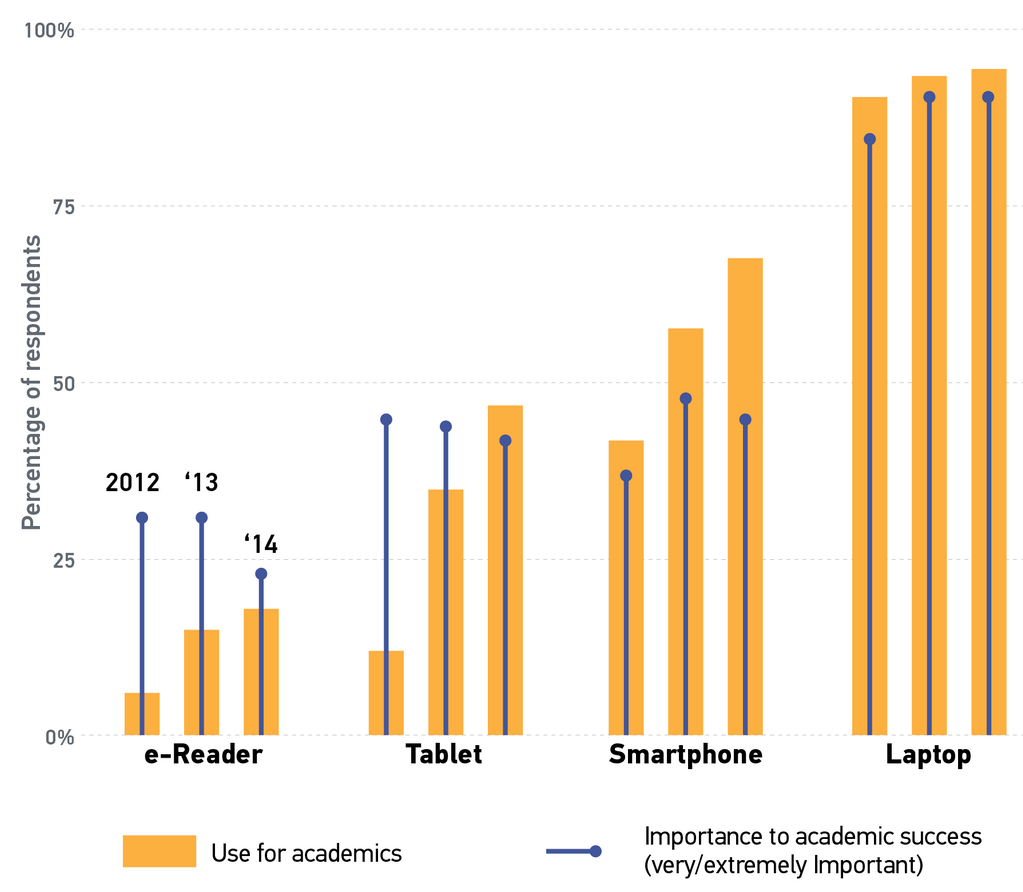 100%
75
50
25
0%
Percentage of respondents
2012 ‘13
‘14
e-Reader Tablet Smartphone Laptop
Use for academics
Importance to academic success
(very/extremely Important)